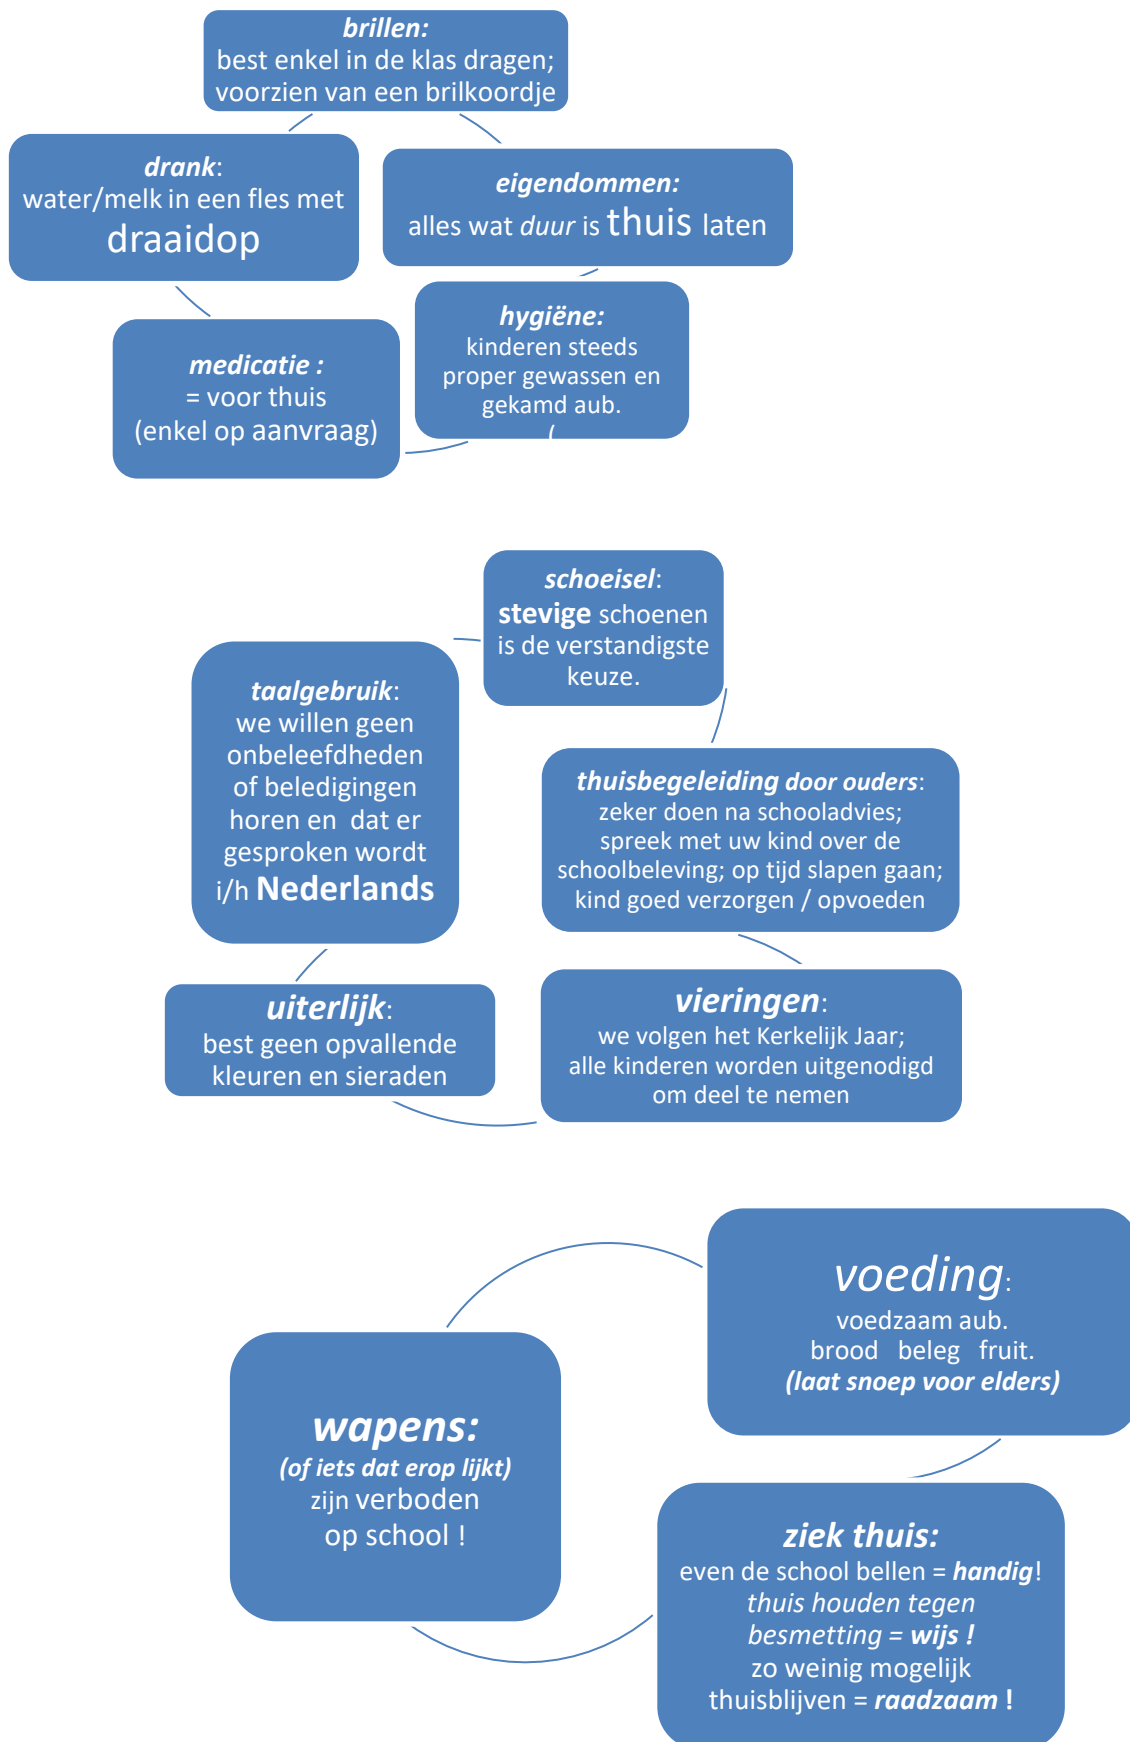 brillen:
best enkel in de klas dragen;
voorzien van een brilkoordje
drank:
water/melk in een fles met
draaidop
eigendommen:
alles wat duur is thuis laten
hygiëne:
kinderen steeds
proper gewassen en
gekamd aub.
(
medicatie :
= voor thuis
(enkel op aanvraag)
schoeisel:
stevige schoenen
is de verstandigste
keuze.
taalgebruik:
we willen geen
onbeleefdheden
of beledigingen
horen en dat er
gesproken wordt
i/h Nederlands
thuisbegeleiding door ouders:
zeker doen na schooladvies;
spreek met uw kind over de
schoolbeleving; op tijd slapen gaan;
kind goed verzorgen / opvoeden
uiterlijk:
best geen opvallende
kleuren en sieraden
vieringen:
we volgen het Kerkelijk Jaar;
alle kinderen worden uitgenodigd
om deel te nemen
voeding:
voedzaam aub.
brood beleg fruit.
(laat snoep voor elders)
wapens:
(of iets dat erop lijkt)
zijn verboden
op school !
ziek thuis:
even de school bellen = handig!
thuis houden tegen
besmetting = wijs !
zo weinig mogelijk
thuisblijven = raadzaam !